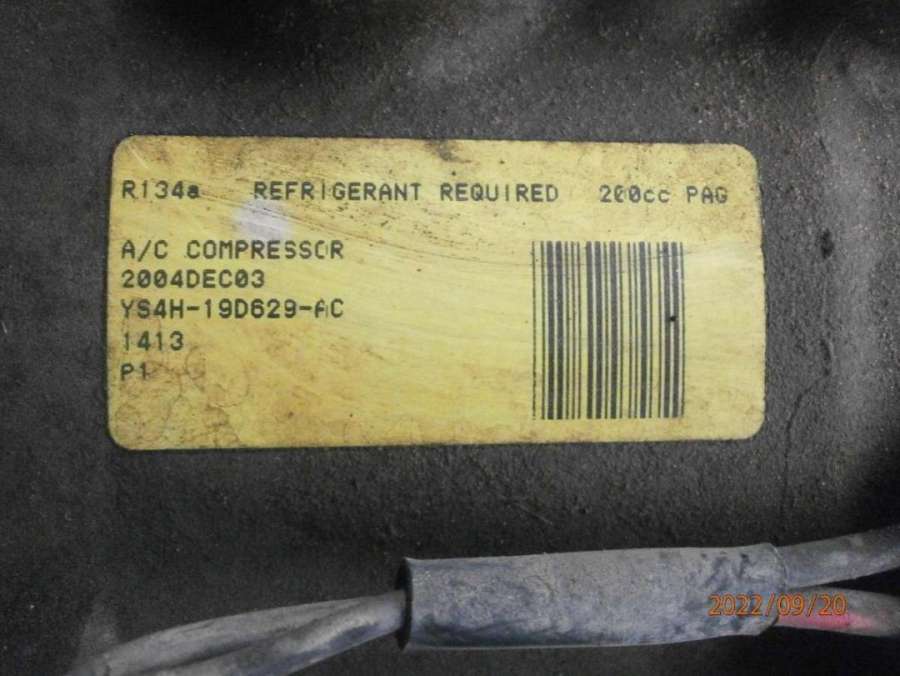 R134a REFRIGERANT REQUIRED 200cc PAG
A/C COMPRESSOR
2004DEC03
YS4H-19D629-AC
1413
P1
2022/09/20